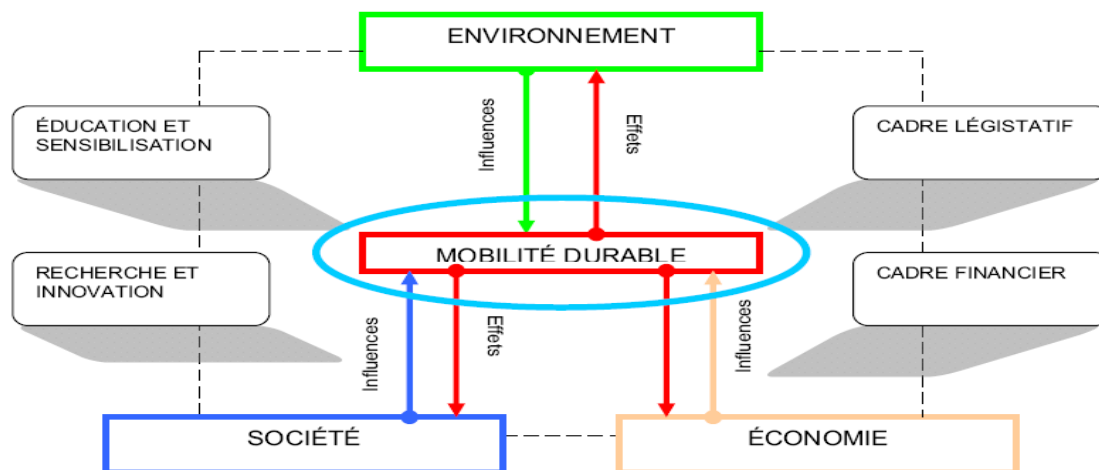 ENVIRONNEMENT
ÉDUCATION ET
SENSIBILISATION
Influences
Effets
CADRE LÉGISTATIF
MOBILITÉ DURABLE
RECHERCHE ET
INNOVATION
CADRE FINANCIER
Influences
Effets
Influences
SOCIÉTÉ
ÉCONOMIE